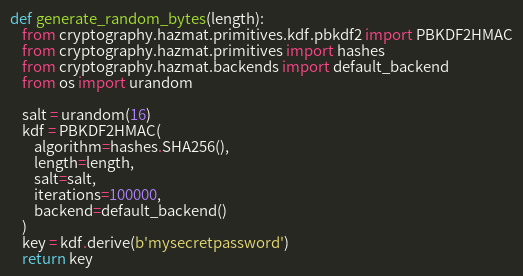 def generate_random_bytes(length):
    from cryptography.hazmat.primitives.kdf.pbkdf2 import PBKDF2HMAC
    from cryptography.hazmat.primitives import hashes
    from cryptography.hazmat.backends import default_backend
    from os import urandom

    salt = urandom(16)
    kdf = PBKDF2HMAC(
        algorithm=hashes.SHA256(),
        length=length,
        salt=salt,
        iterations=100000,
        backend=default_backend()
    )
    key = kdf.derive(b'mysecretpassword')
    return key